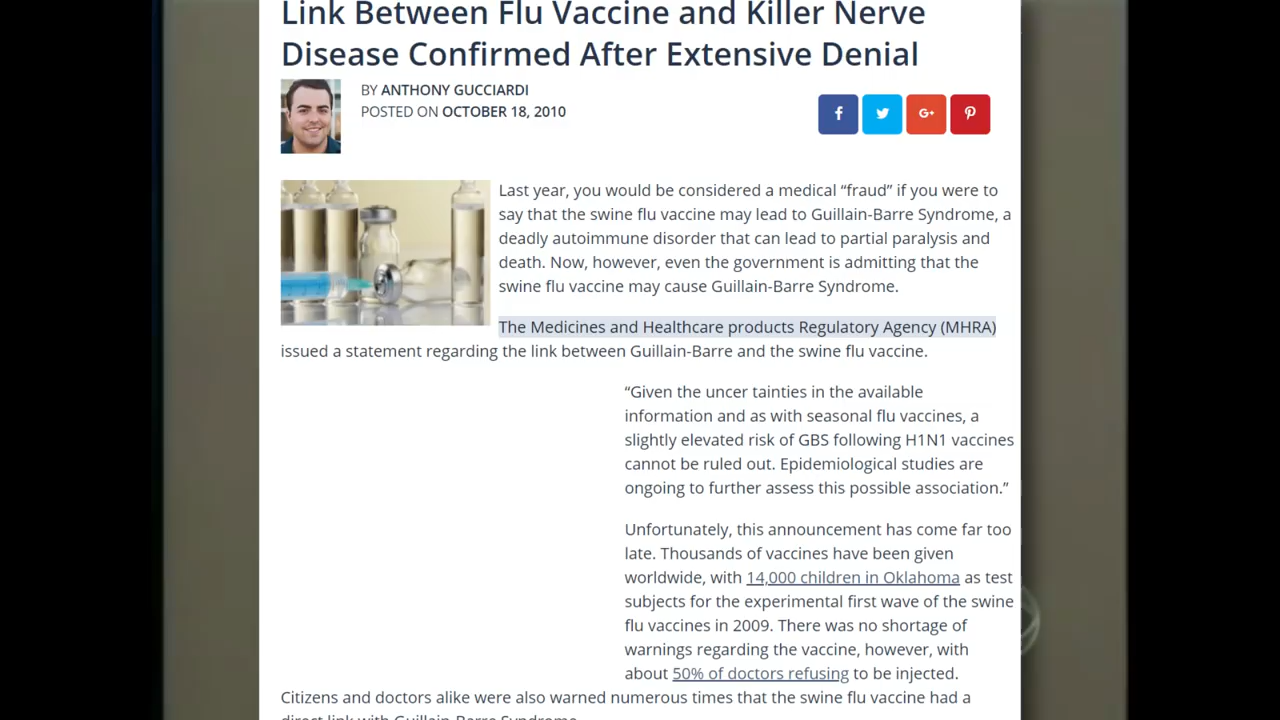 Link Between Flu Vaccine and Killer Nerve
Disease Confirmed After Extensive Denial
BY ANTHONY GUCCIARDI
POSTED ON OCTOBER 18, 2010
Last year, you would be considered a medical “fraud” if you were to
say that the swine flu vaccine may lead to Guillain-Barre Syndrome, a
deadly autoimmune disorder that can lead to partial paralysis and
death. Now, however, even the government is admitting that the
swine flu vaccine may cause Guillain-Barre Syndrome.
The Medicines and Healthcare products Regulatory Agency (MHRA)
issued a statement regarding the link between Guillain-Barre and the swine flu vaccine.
“Given the uncer tainties in the available
information and as with seasonal flu vaccines, a
slightly elevated risk of GBS following H1N1 vaccines
cannot be ruled out. Epidemiological studies are
ongoing to further assess this possible association.”
Unfortunately, this announcement has come far too
late. Thousands of vaccines have been given
worldwide, with 14,000 children in Oklahoma as test
subjects for the experimental first wave of the swine
flu vaccines in 2009. There was no shortage of
warnings regarding the vaccine, however, with
about 50% of doctors refusing to be injected.
Citizens and doctors alike were also warned numerous times that the swine flu vaccine had a
direct link with Guillain-Barre Syndrome.